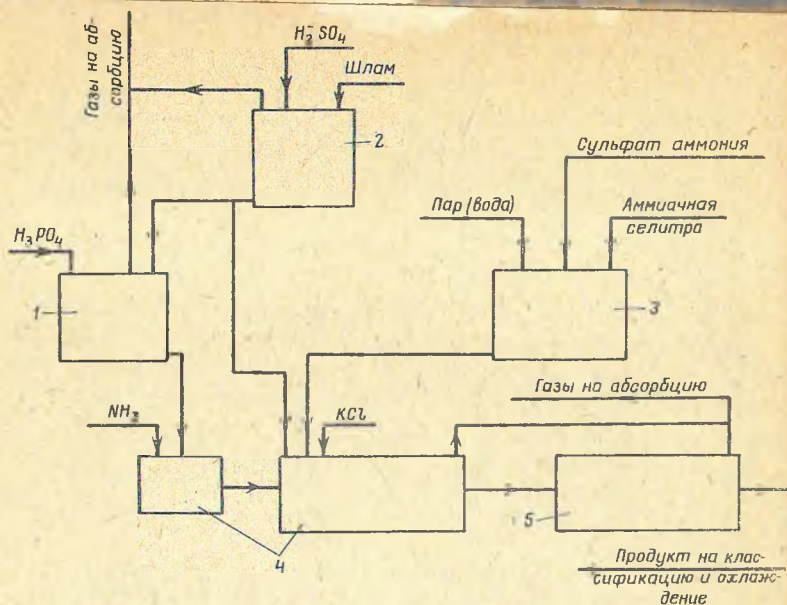 Газы на аб-
сорбцию
H₂SO₄
Шлам
2
Сульфат аммония
Пар (вода)
Аммиачная
селитра
H₃PO₄
1
3
Газы на абсорбцию
NH₃
KCl
4
5
Продукт на клас-
сификацию и охлаж-
дение